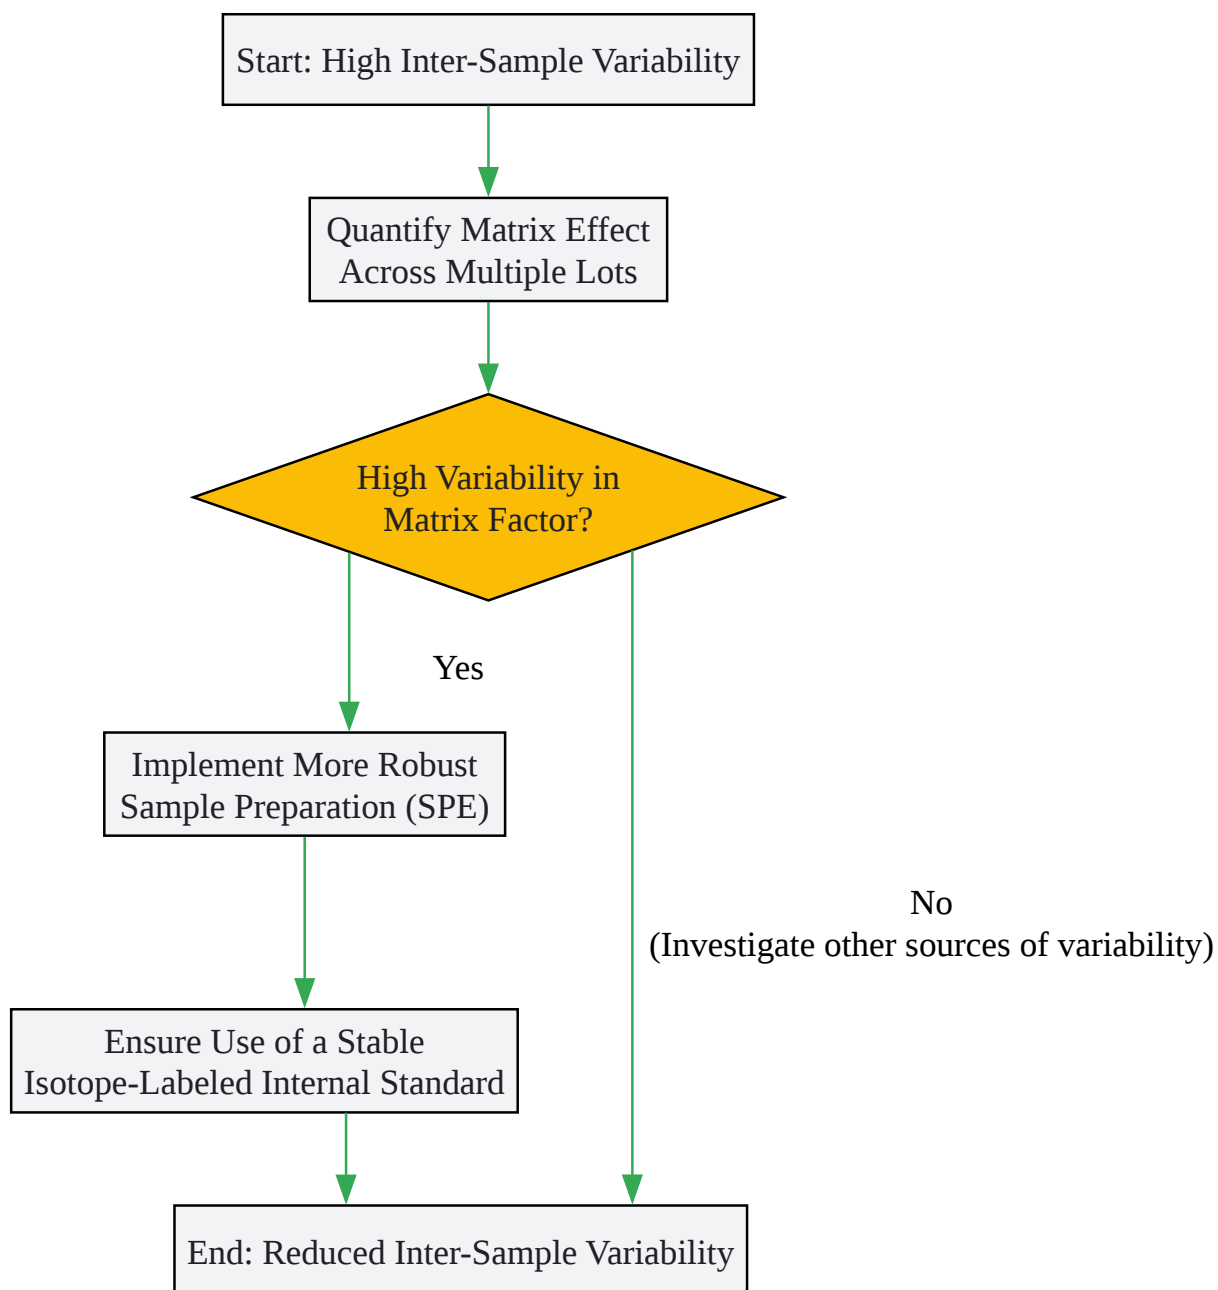 Start: High Inter-Sample Variability
Quantify Matrix Effect
Across Multiple Lots
High Variability in
Matrix Factor?
Yes
Implement More Robust
Sample Preparation (SPE)
No
(Investigate other sources of variability)
Ensure Use of a Stable
Isotope-Labeled Internal Standard
End: Reduced Inter-Sample Variability